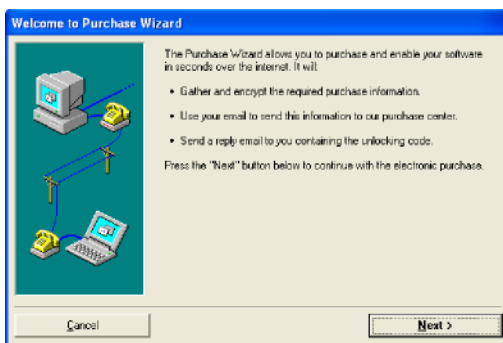 Welcome to Purchase Wizard
The Purchase Wizard allows you to purchase and enable your software
in seconds over the internet. It will:
• Gather and encrypt the required purchase information.
• Use your email to send this information to our purchase center.
• Send a reply email to you containing the unlocking code.
Press the "Next" button below to continue with the electronic purchase.
Cancel
Next >